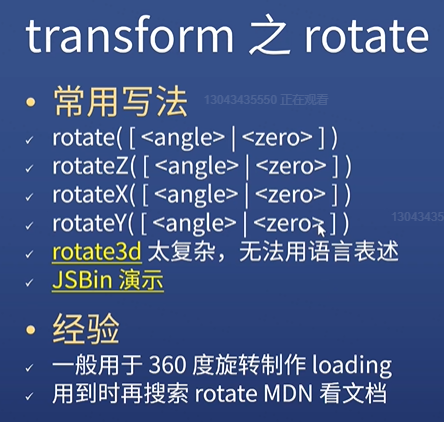 transform 之 rotate
• 常用写法
13043435550 正在观看
✓ rotate( [ <angle> | <zero> ] )
✓ rotateZ( [ <angle> | <zero> ] )
✓ rotateX( [ <angle> | <zero> ] )
✓ rotateY( [ <angle> | <zero> ] )
13043435
✓ rotate3d 太复杂，无法用语言表述
✓ JSBin 演示
• 经验
✓ 一般用于 360 度旋转制作 loading
✓ 用到时再搜索 rotate MDN 看文档